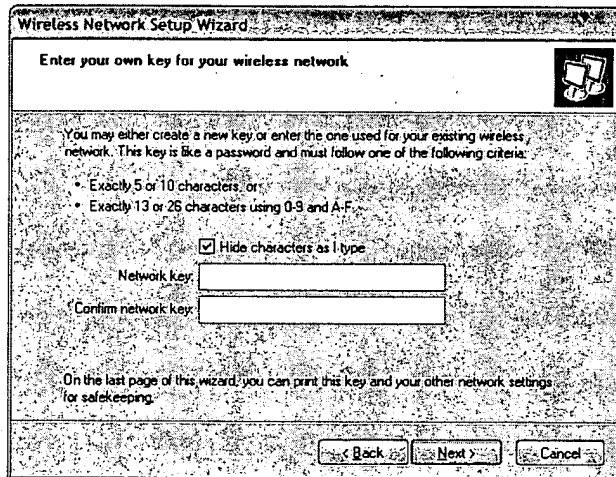 Wireless Network Setup Wizard
Enter your own key for your wireless network
You may either create a new key or enter the one used for your existing wireless
network. This key is like a password and must follow one of the following criteria:
• Exactly 5 or 10 characters, or
• Exactly 13 or 26 characters using 0-9 and A-F
Hide characters as I type
Network key:
Confirm network key:
On the last page of this wizard, you can print this key and your other network settings
for safekeeping.
< Back Next > Cancel